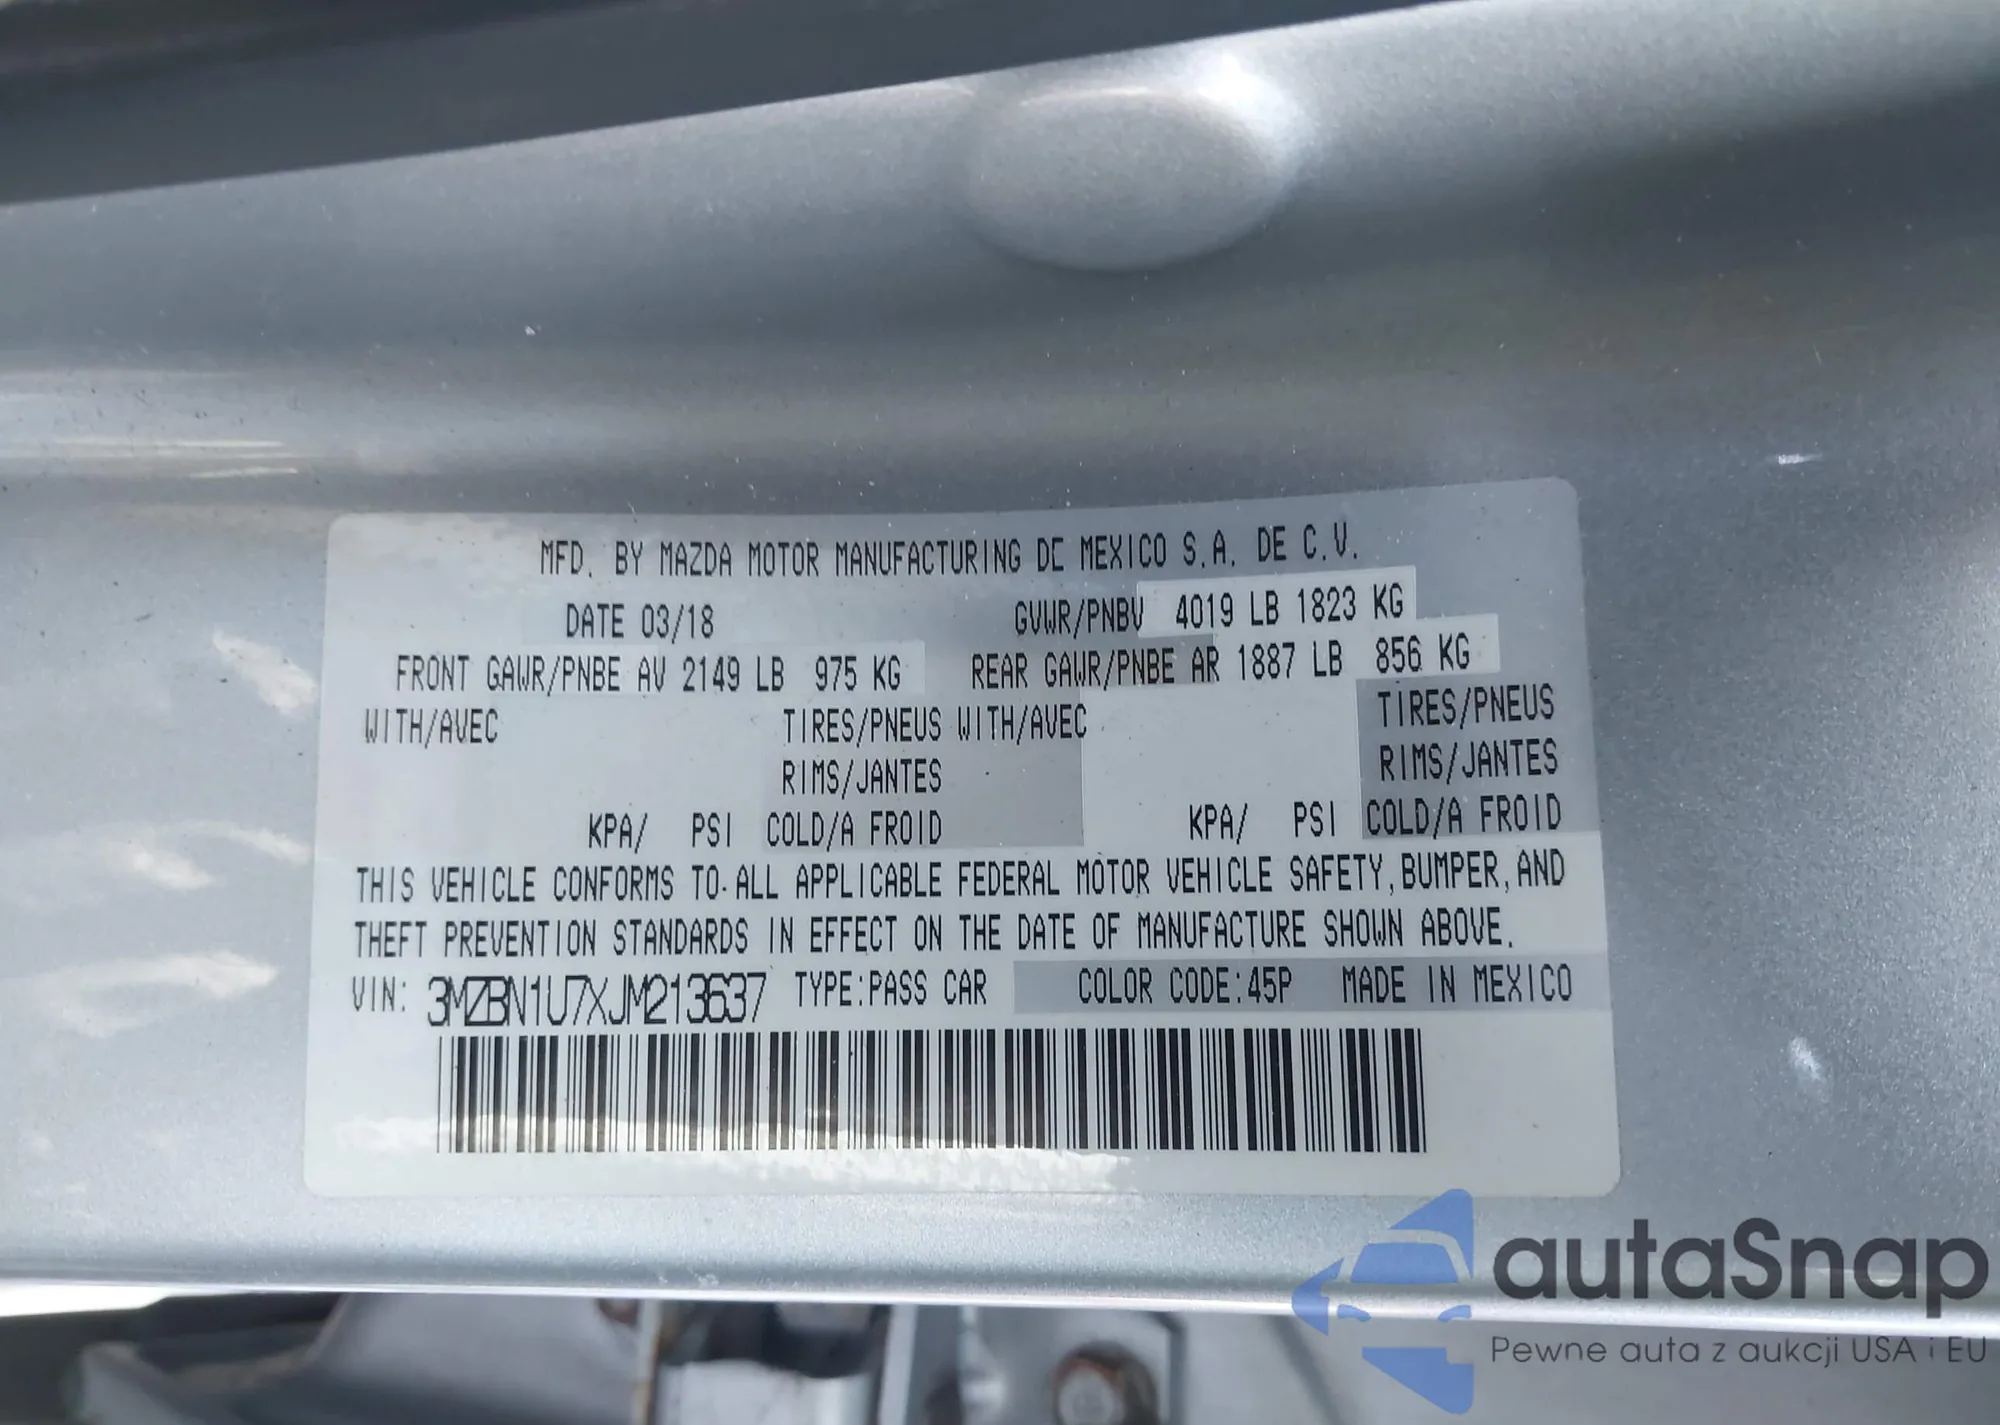 MFD. BY MAZDA MOTOR MANUFACTURING DE MEXICO S.A. DE C.V.
DATE 03/18 GVWR/PNBV 4019 LB 1823 KG
FRONT GAWR/PNBE AV 2149 LB 975 KG REAR GAWR/PNBE AR 1887 LB 856 KG
WITH/AVEC TIRES/PNEUS WITH/AVEC TIRES/PNEUS
RIMS/JANTES RIMS/JANTES
KPA/ PSI COLD/A FROID KPA/ PSI COLD/A FROID
THIS VEHICLE CONFORMS TO ALL APPLICABLE FEDERAL MOTOR VEHICLE SAFETY, BUMPER, AND
THEFT PREVENTION STANDARDS IN EFFECT ON THE DATE OF MANUFACTURE SHOWN ABOVE.
VIN: 3MZBN1U7XJM213637 TYPE:PASS CAR COLOR CODE:45P MADE IN MEXICO
autaSnap
Pewne auta z aukcji USA i EU